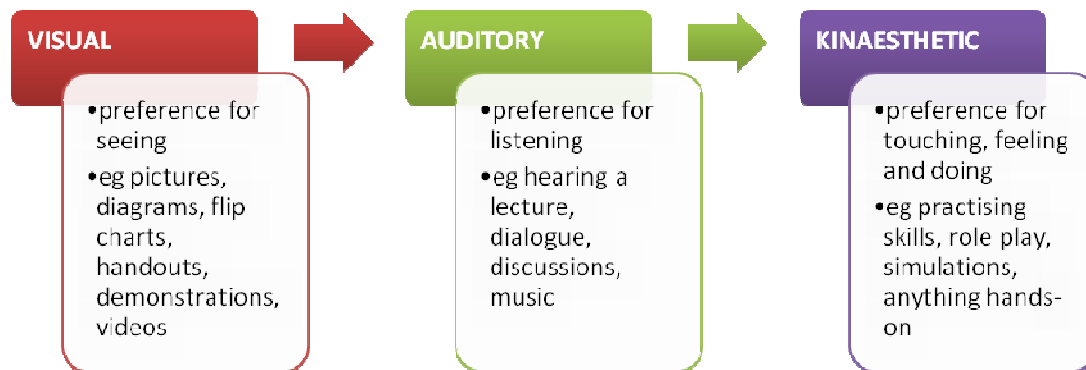 VISUAL
•preference for
seeing
•eg pictures,
diagrams, flip
charts,
handouts,
demonstrations,
videos
AUDITORY
•preference for
listening
•eg hearing a
lecture,
dialogue,
discussions,
music
KINAESTHETIC
•preference for
touching, feeling
and doing
•eg practising
skills, role play,
simulations,
anything hands-
on